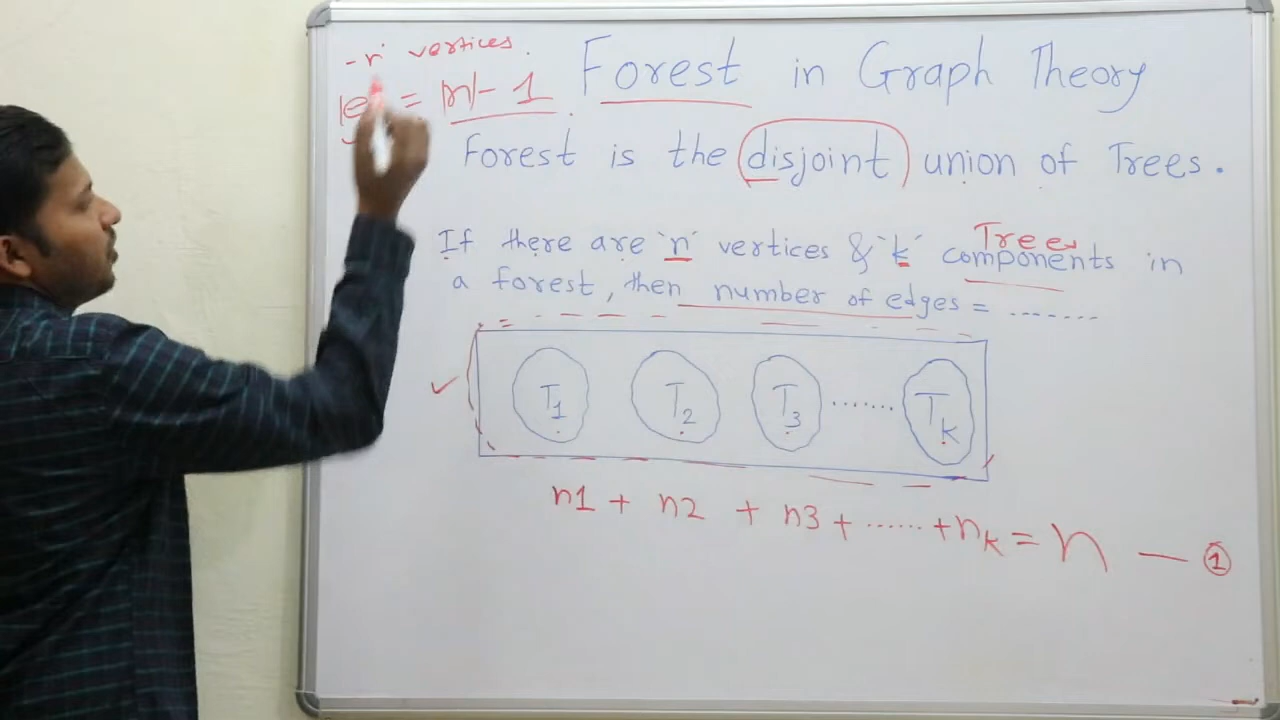 -n vertices.
|e| = |n| - 1
Forest in Graph Theory
Forest is the disjoint union of Trees.
Trees
If there are 'n' vertices & 'k' components in
a forest, then number of edges = .......
T1 T2 T3 ....... Tk
n1 + n2 + n3 + ...... + nk = n — ①